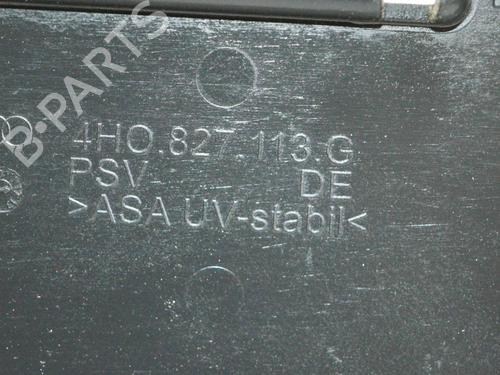 B-PARTS
4H0.827.113.G
PSV DE
>ASA UV-stabil<